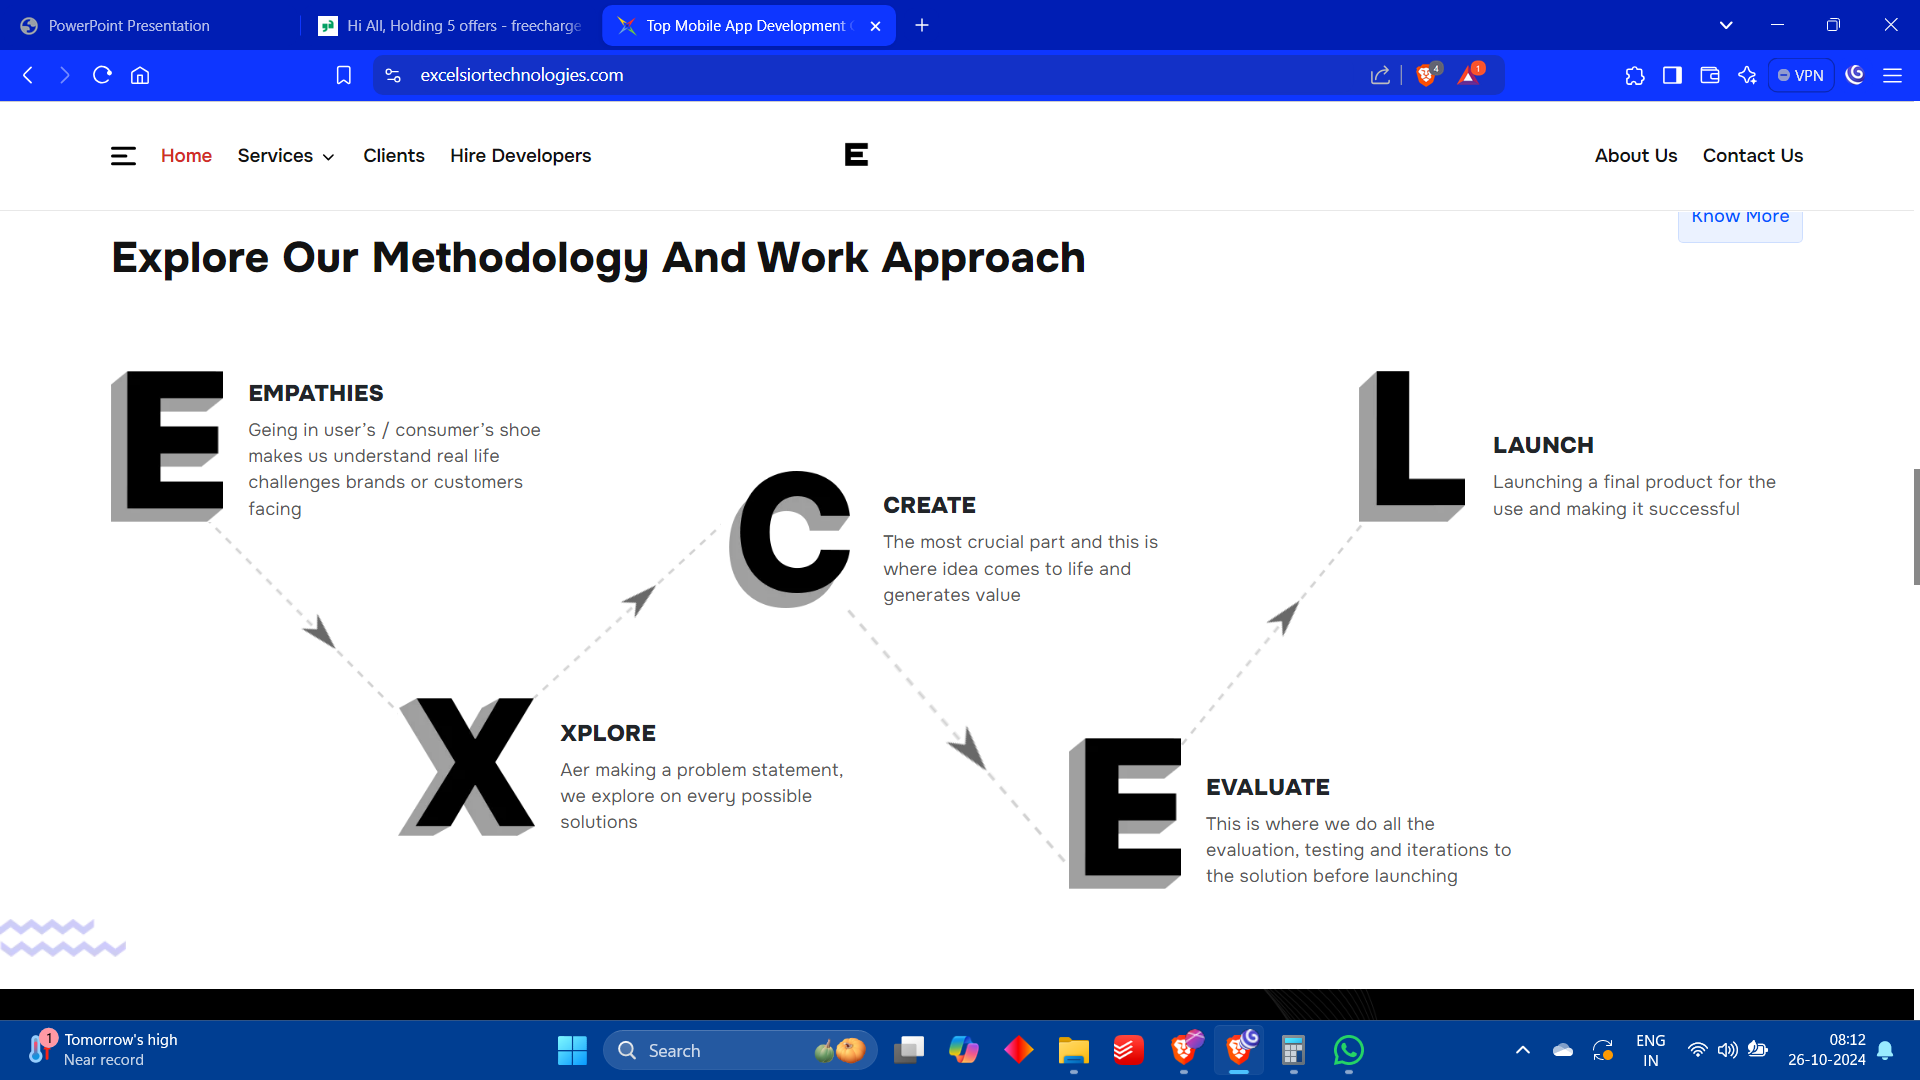 PowerPoint Presentation
Hi All, Holding 5 offers - freecharge
Top Mobile App Development
excelsiortechnologies.com
4
1
VPN
Home
Services
Clients
Hire Developers
E
About Us
Contact Us
Know More
Explore Our Methodology And Work Approach
E
EMPATHIES
Geing in user’s / consumer’s shoe
makes us understand real life
challenges brands or customers
facing
X
XPLORE
Aer making a problem statement,
we explore on every possible
solutions
C
CREATE
The most crucial part and this is
where idea comes to life and
generates value
E
EVALUATE
This is where we do all the
evaluation, testing and iterations to
the solution before launching
L
LAUNCH
Launching a final product for the
use and making it successful
1
Tomorrow's high
Near record
Search
ENG
IN
08:12
26-10-2024